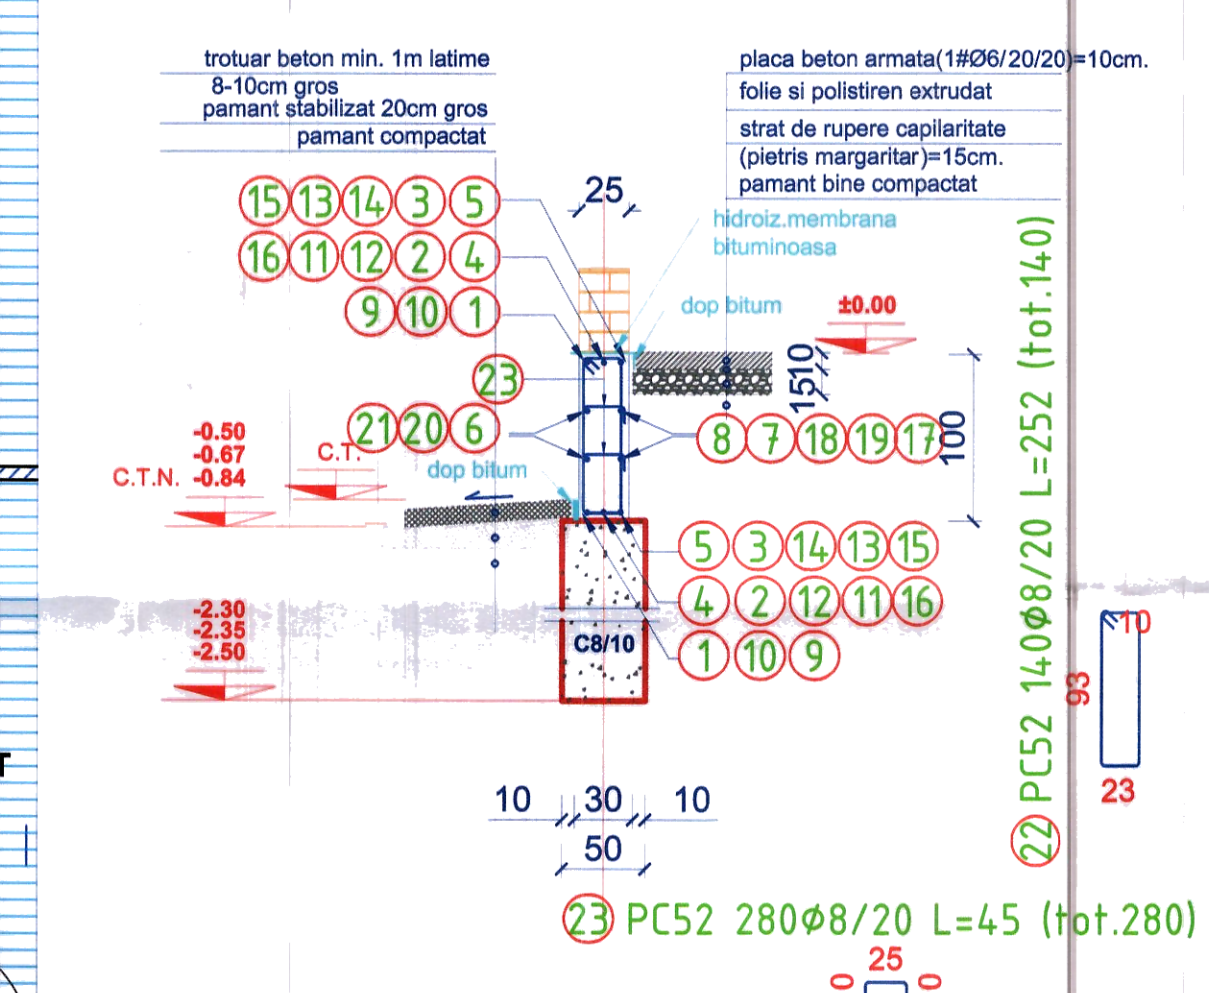 trotuar beton min. 1m latime
8-10cm gros
pamant stabilizat 20cm gros
pamant compactat
placa beton armata(1#Ø6/20/20)=10cm.
folie si polistiren extrudat
strat de rupere capilaritate
(pietris margaritar)=15cm.
pamant bine compactat
15 13 14 3 5
16 11 12 2 4
9 10 1
25
hidroiz.membrana
bituminoasa
dop bitum
±0.00
23
1510
21 20 6
8 7 18 19 17
100
-0.50
-0.67
C.T.N. -0.84
C.T.
dop bitum
5 3 14 13 15
4 2 12 11 16
1 10 9
-2.30
-2.35
-2.50
C8/10
10 30 10
50
22 PC52 140Φ8/20 L=252 (tot.140)
10
93
23
23 PC52 280Φ8/20 L=45 (tot.280)
25